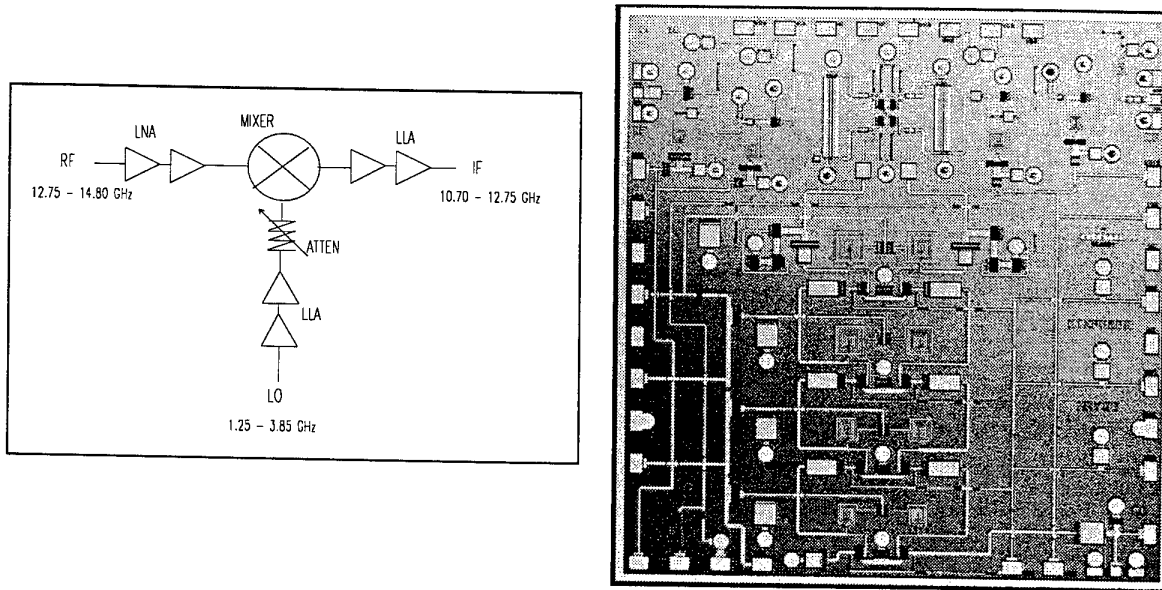 LNA
MIXER
LLA
RF
IF
12.75 - 14.80 GHz
10.70 - 12.75 GHz
ATTEN
LLA
LO
1.25 - 3.85 GHz